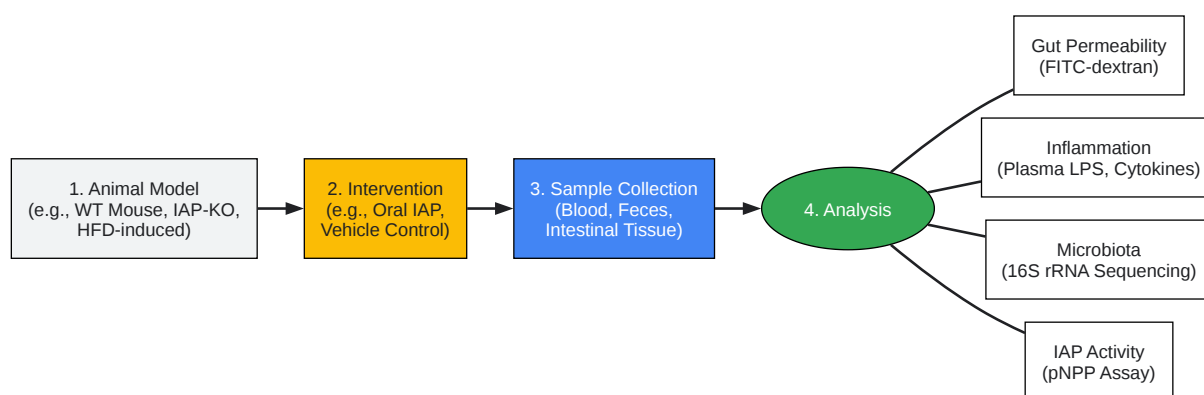 1. Animal Model
(e.g., WT Mouse, IAP-KO,
HFD-induced)
2. Intervention
(e.g., Oral IAP,
Vehicle Control)
3. Sample Collection
(Blood, Feces,
Intestinal Tissue)
4. Analysis
Gut Permeability
(FITC-dextran)
Inflammation
(Plasma LPS, Cytokines)
Microbiota
(16S rRNA Sequencing)
IAP Activity
(pNPP Assay)